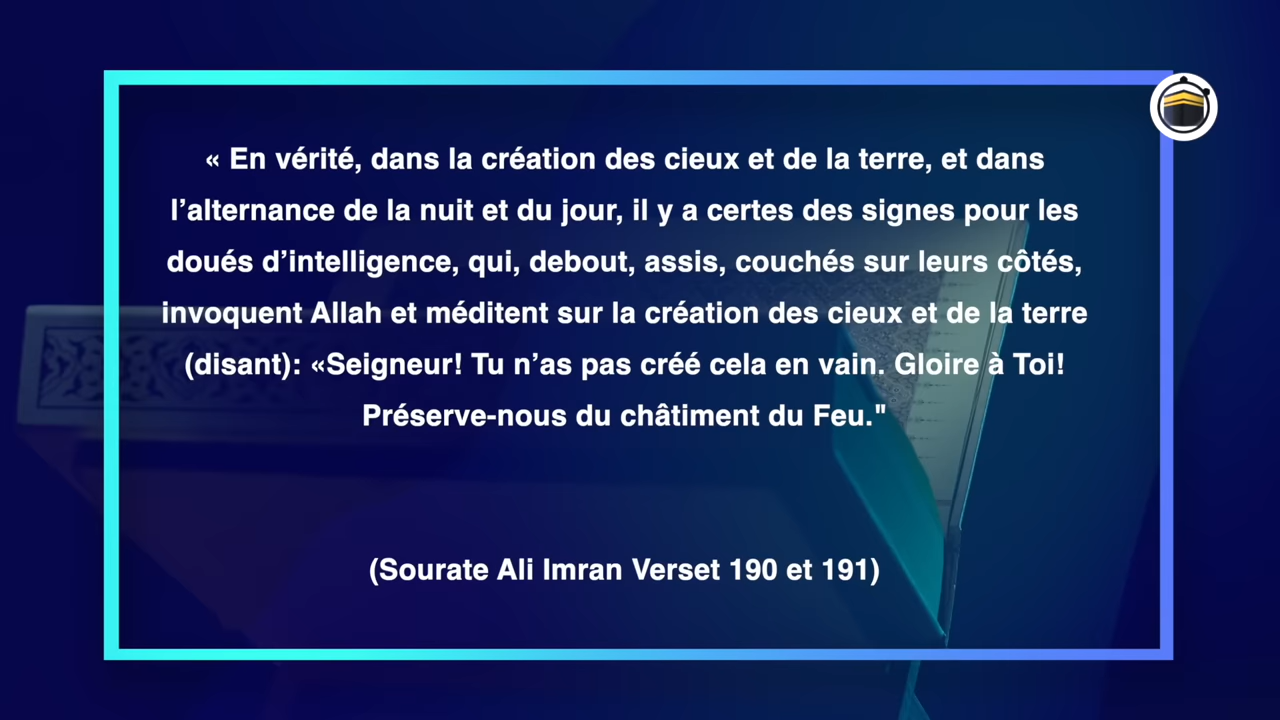 « En vérité, dans la création des cieux et de la terre, et dans
l’alternance de la nuit et du jour, il y a certes des signes pour les
doués d’intelligence, qui, debout, assis, couchés sur leurs côtés,
invoquent Allah et méditent sur la création des cieux et de la terre
(disant): «Seigneur! Tu n’as pas créé cela en vain. Gloire à Toi!
Préserve-nous du châtiment du Feu."
(Sourate Ali Imran Verset 190 et 191)